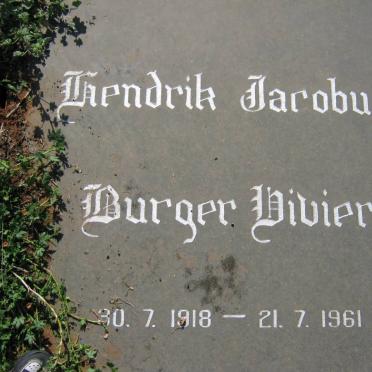 Hendrik Jacobu
Burger Vivier
30. 7. 1918 — 21. 7. 1961